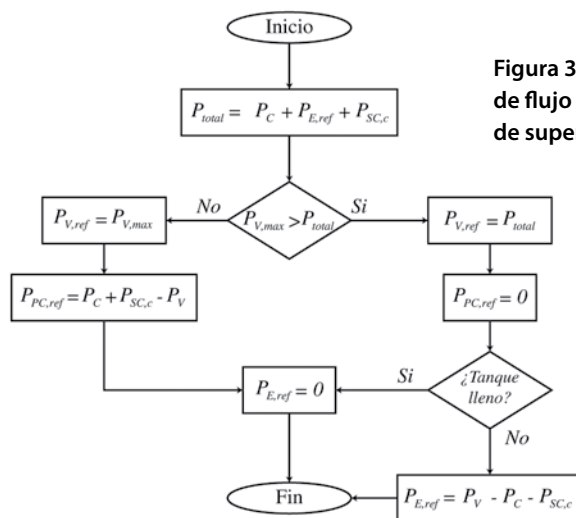 Inicio
Figura 3
de flujo
de super
P_total = P_C + P_E,ref + P_SC,c
P_V,max > P_total
No
Si
P_V,ref = P_V,max
P_V,ref = P_total
P_PC,ref = P_C + P_SC,c - P_V
P_PC,ref = 0
¿Tanque
lleno?
Si
No
P_E,ref = 0
P_E,ref = P_V - P_C - P_SC,c
Fin